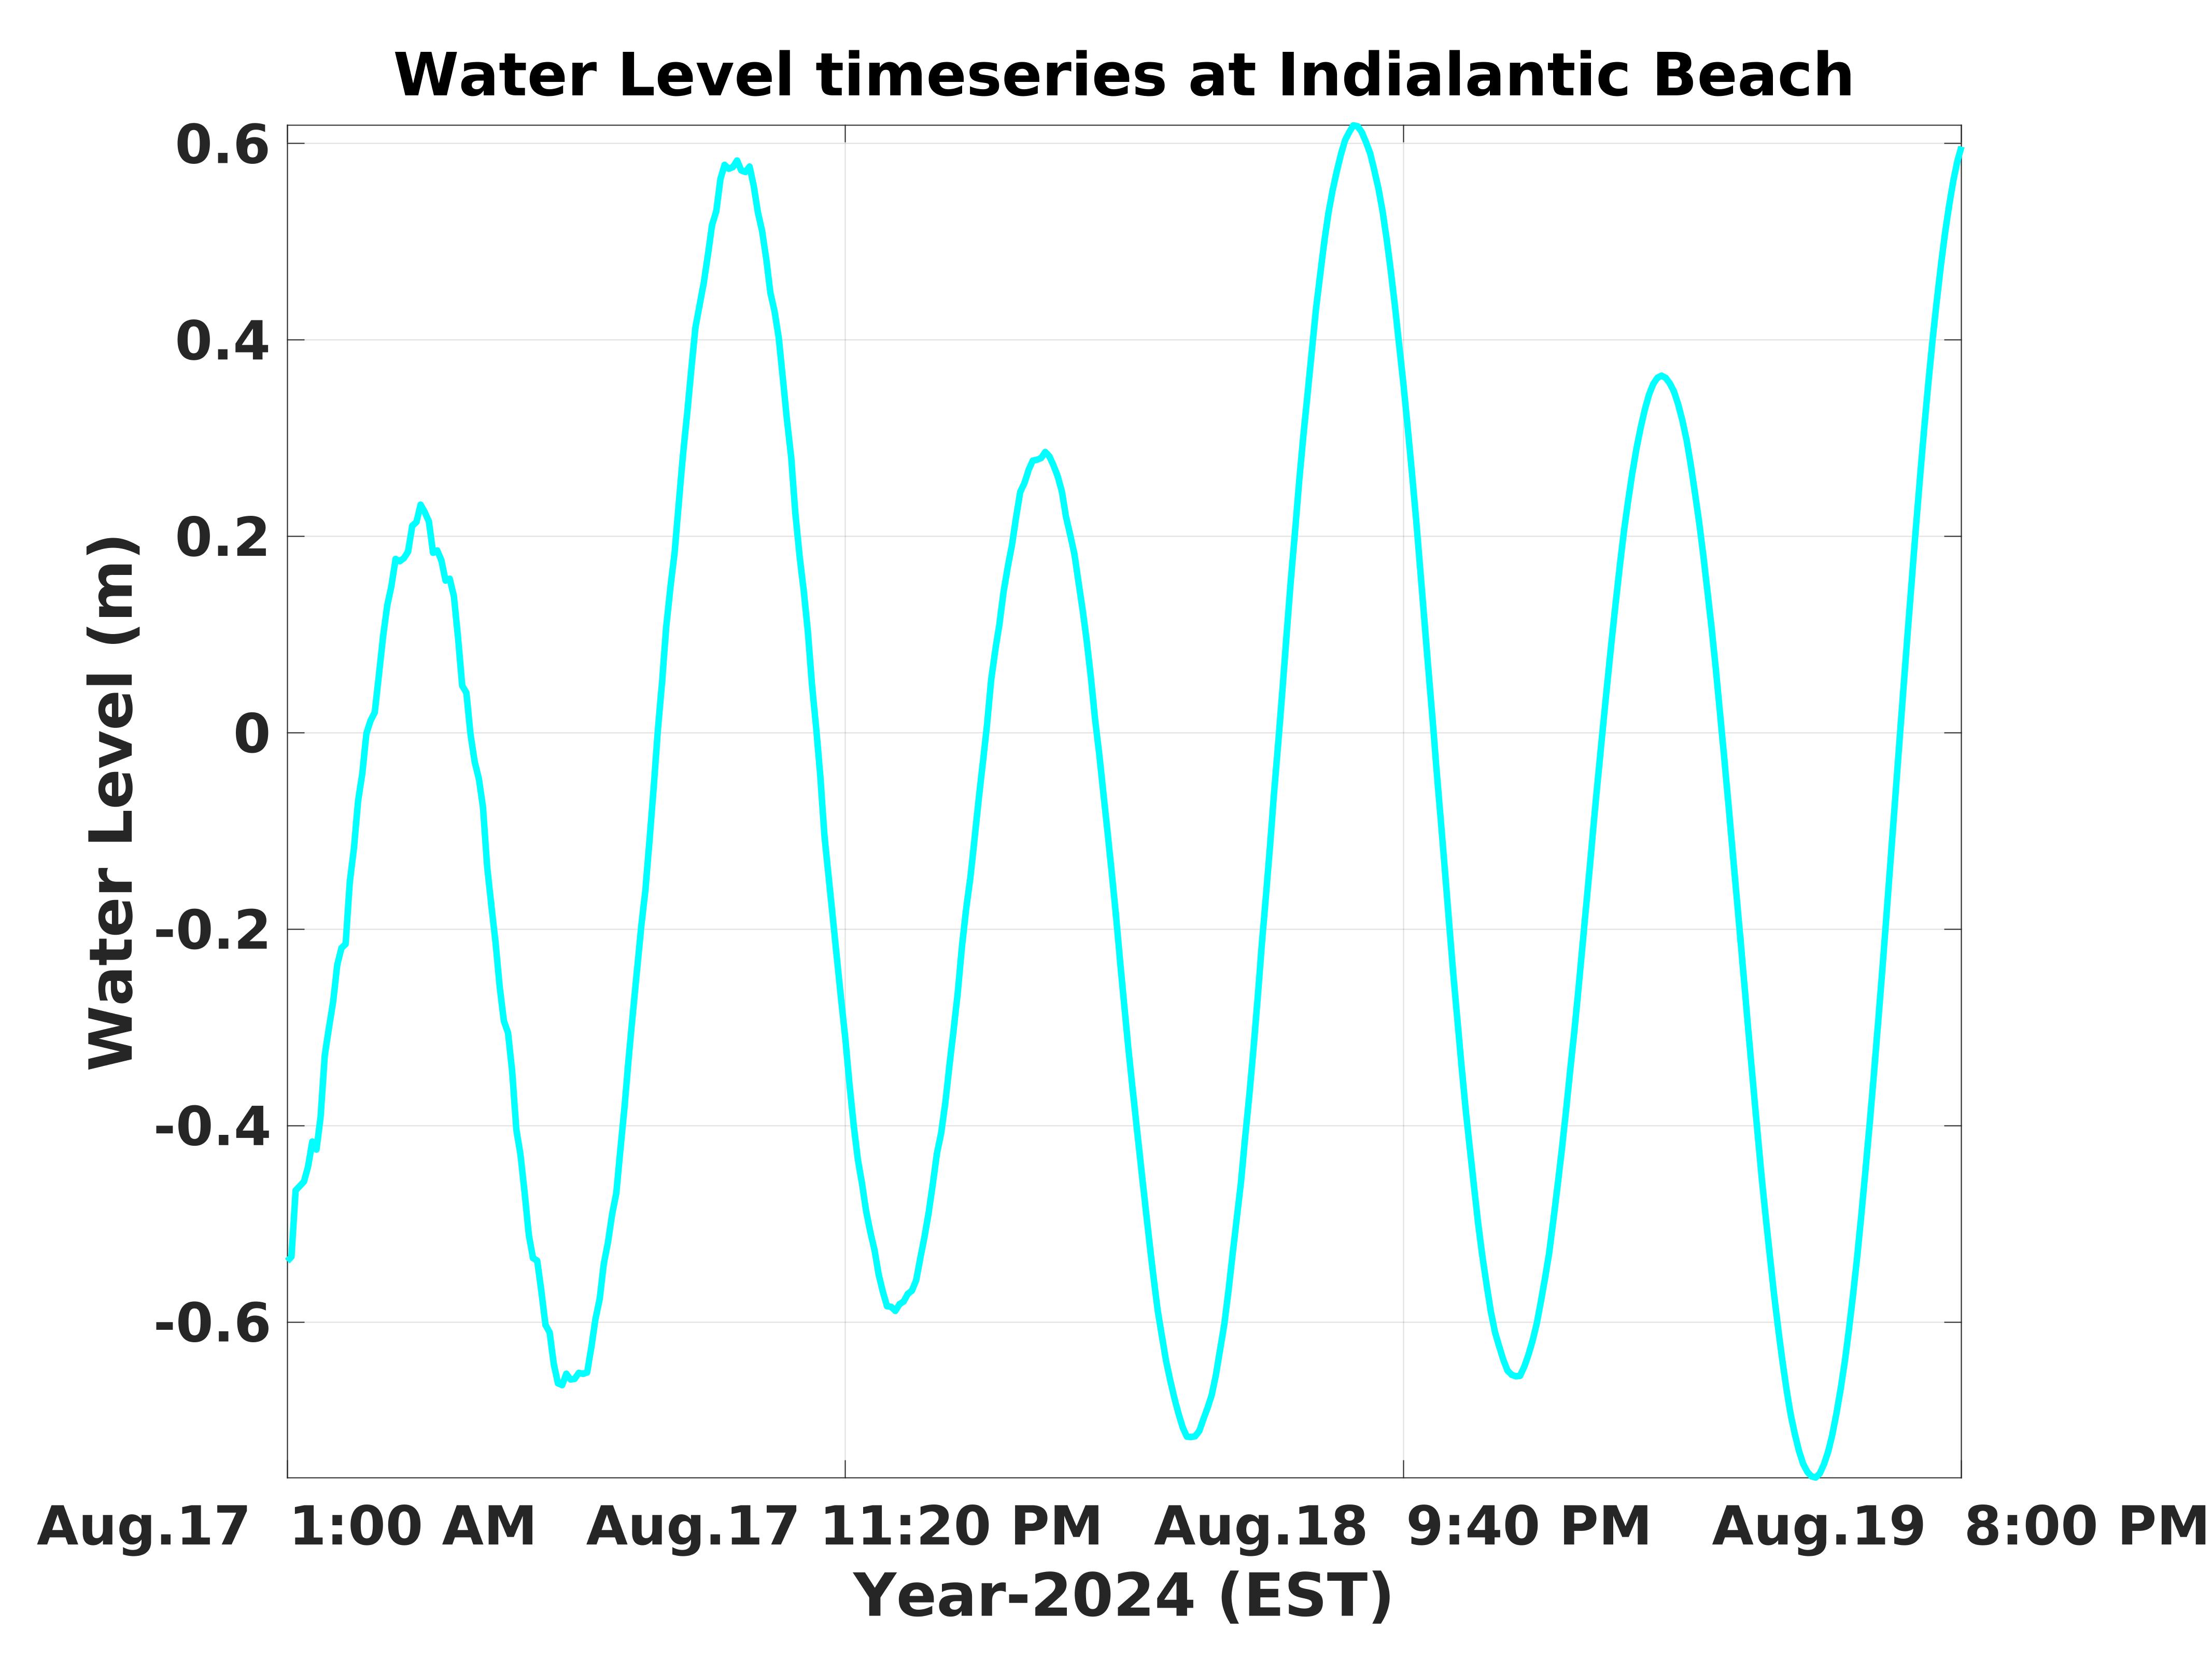 Water Level timeseries at Indialantic Beach
Water Level (m)
0.6
0.4
0.2
0
-0.2
-0.4
-0.6
Aug.17 1:00 AM Aug.17 11:20 PM Aug.18 9:40 PM Aug.19 8:00 PM
Year-2024 (EST)